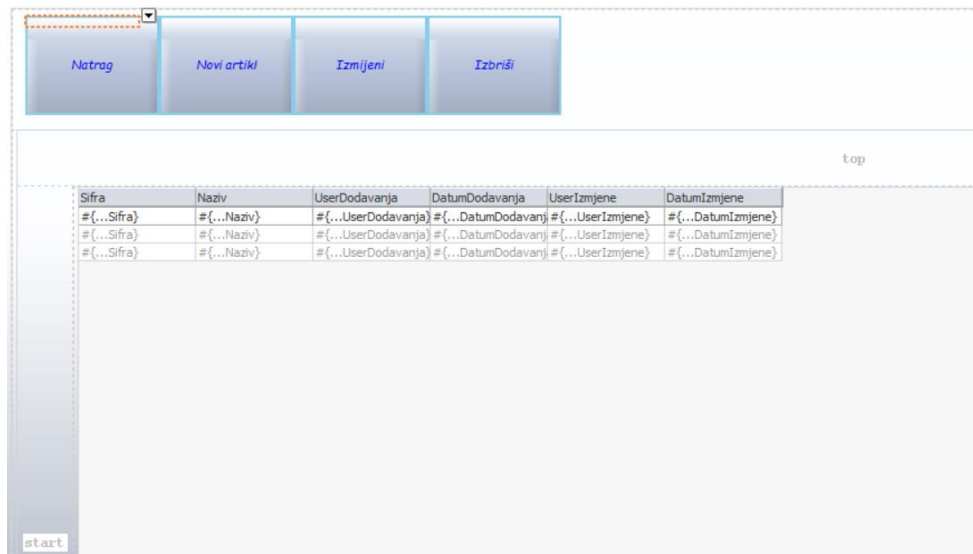 Natrag Novi artikl Izmijeni Izbriši
top
Sifra Naziv UserDodavanja DatumDodavanja UserIzmjene DatumIzmjene
#{...Sifra} #{...Naziv} #{...UserDodavanja} #{...DatumDodavanj #{...UserIzmjene} #{...DatumIzmjene}
#{...Sifra} #{...Naziv} #{...UserDodavanja} #{...DatumDodavanj #{...UserIzmjene} #{...DatumIzmjene}
#{...Sifra} #{...Naziv} #{...UserDodavanja} #{...DatumDodavanj #{...UserIzmjene} #{...DatumIzmjene}
start